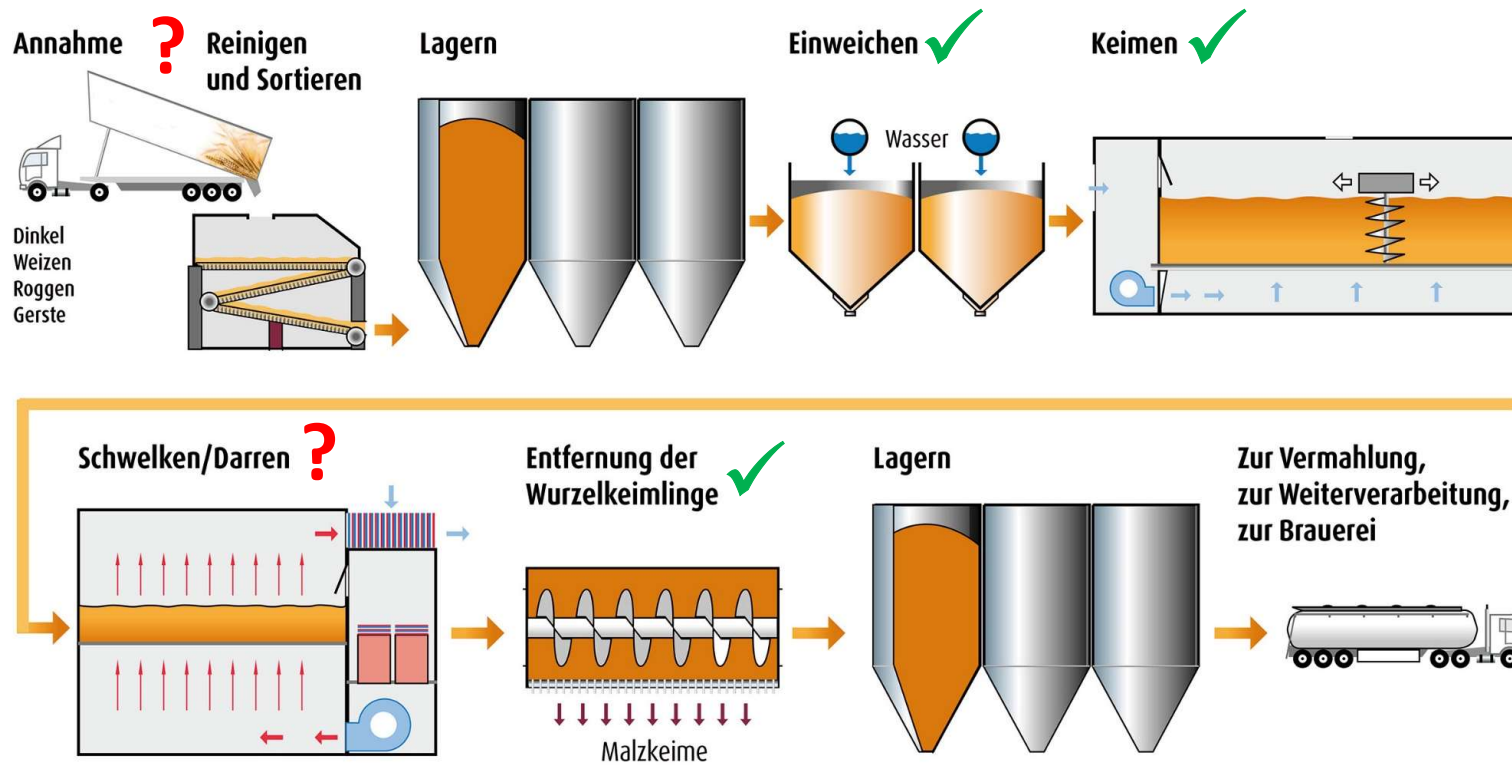 Annahme
?
Reinigen
und Sortieren
Lagern
Einweichen
Keimen
Wasser
Dinkel
Weizen
Roggen
Gerste
Schwelken/Darren
?
Entfernung der
Wurzelkeimlinge
Lagern
Zur Vermahlung,
zur Weiterverarbeitung,
zur Brauerei
Malzkeime